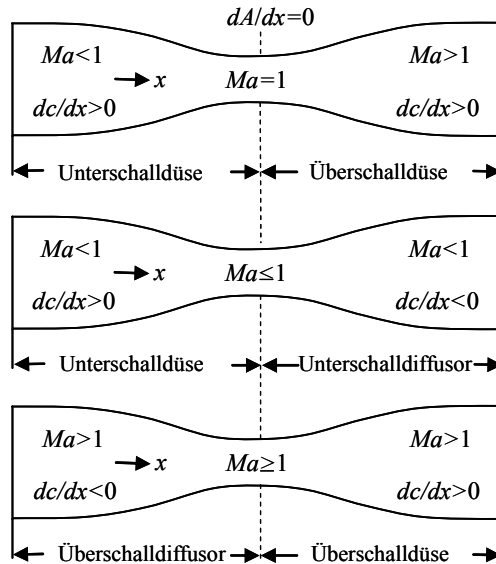 dA/dx=0
Ma<1 Ma>1
x Ma=1
dc/dx>0 dc/dx>0
Unterschalldüse Überschalldüse
Ma<1 Ma<1
x Ma≤1
dc/dx>0 dc/dx<0
Unterschalldüse Unterschalldiffusor
Ma>1 Ma>1
x Ma≥1
dc/dx<0 dc/dx>0
Überschalldiffusor Überschalldüse